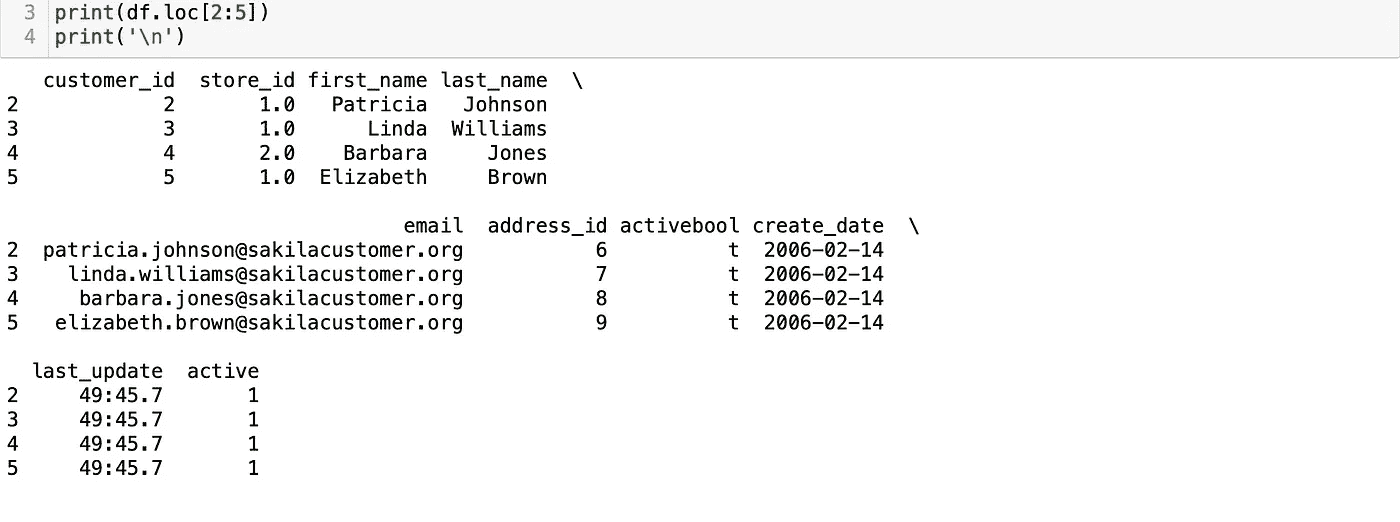 3 print(df.loc[2:5])
4 print('\n')
customer_id store_id first_name last_name \
2 2 1.0 Patricia Johnson
3 3 1.0 Linda Williams
4 4 2.0 Barbara Jones
5 5 1.0 Elizabeth Brown
email address_id activebool create_date \
2 patricia.johnson@sakilacustomer.org 6 t 2006-02-14
3 linda.williams@sakilacustomer.org 7 t 2006-02-14
4 barbara.jones@sakilacustomer.org 8 t 2006-02-14
5 elizabeth.brown@sakilacustomer.org 9 t 2006-02-14
last_update active
2 49:45.7 1
3 49:45.7 1
4 49:45.7 1
5 49:45.7 1